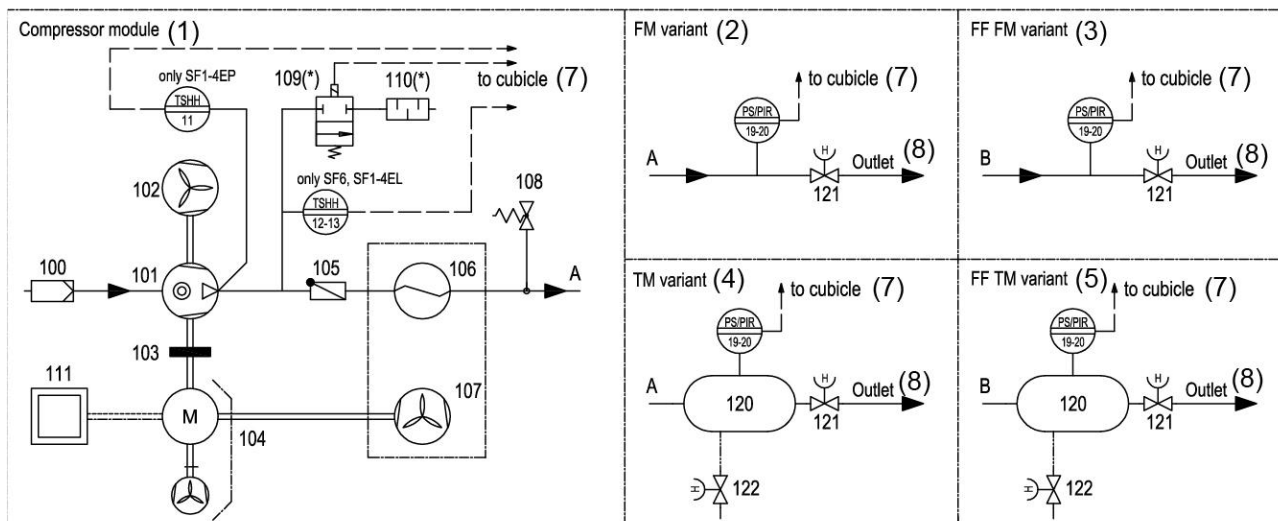 Compressor module (1)
only SF1-4EP
TSHH
11
109(*)
110(*)
to cubicle (7)
102
only SF6, SF1-4EL
TSHH
12-13
108
100
101
105
106
A
103
111
M
104
107
FM variant (2)
to cubicle (7)
PS/PIR
19-20
A
H
Outlet (8)
121
FF FM variant (3)
to cubicle (7)
PS/PIR
19-20
B
H
Outlet (8)
121
TM variant (4)
to cubicle (7)
PS/PIR
19-20
A
120
H
Outlet (8)
121
H
122
FF TM variant (5)
to cubicle (7)
PS/PIR
19-20
B
120
H
Outlet (8)
121
H
122